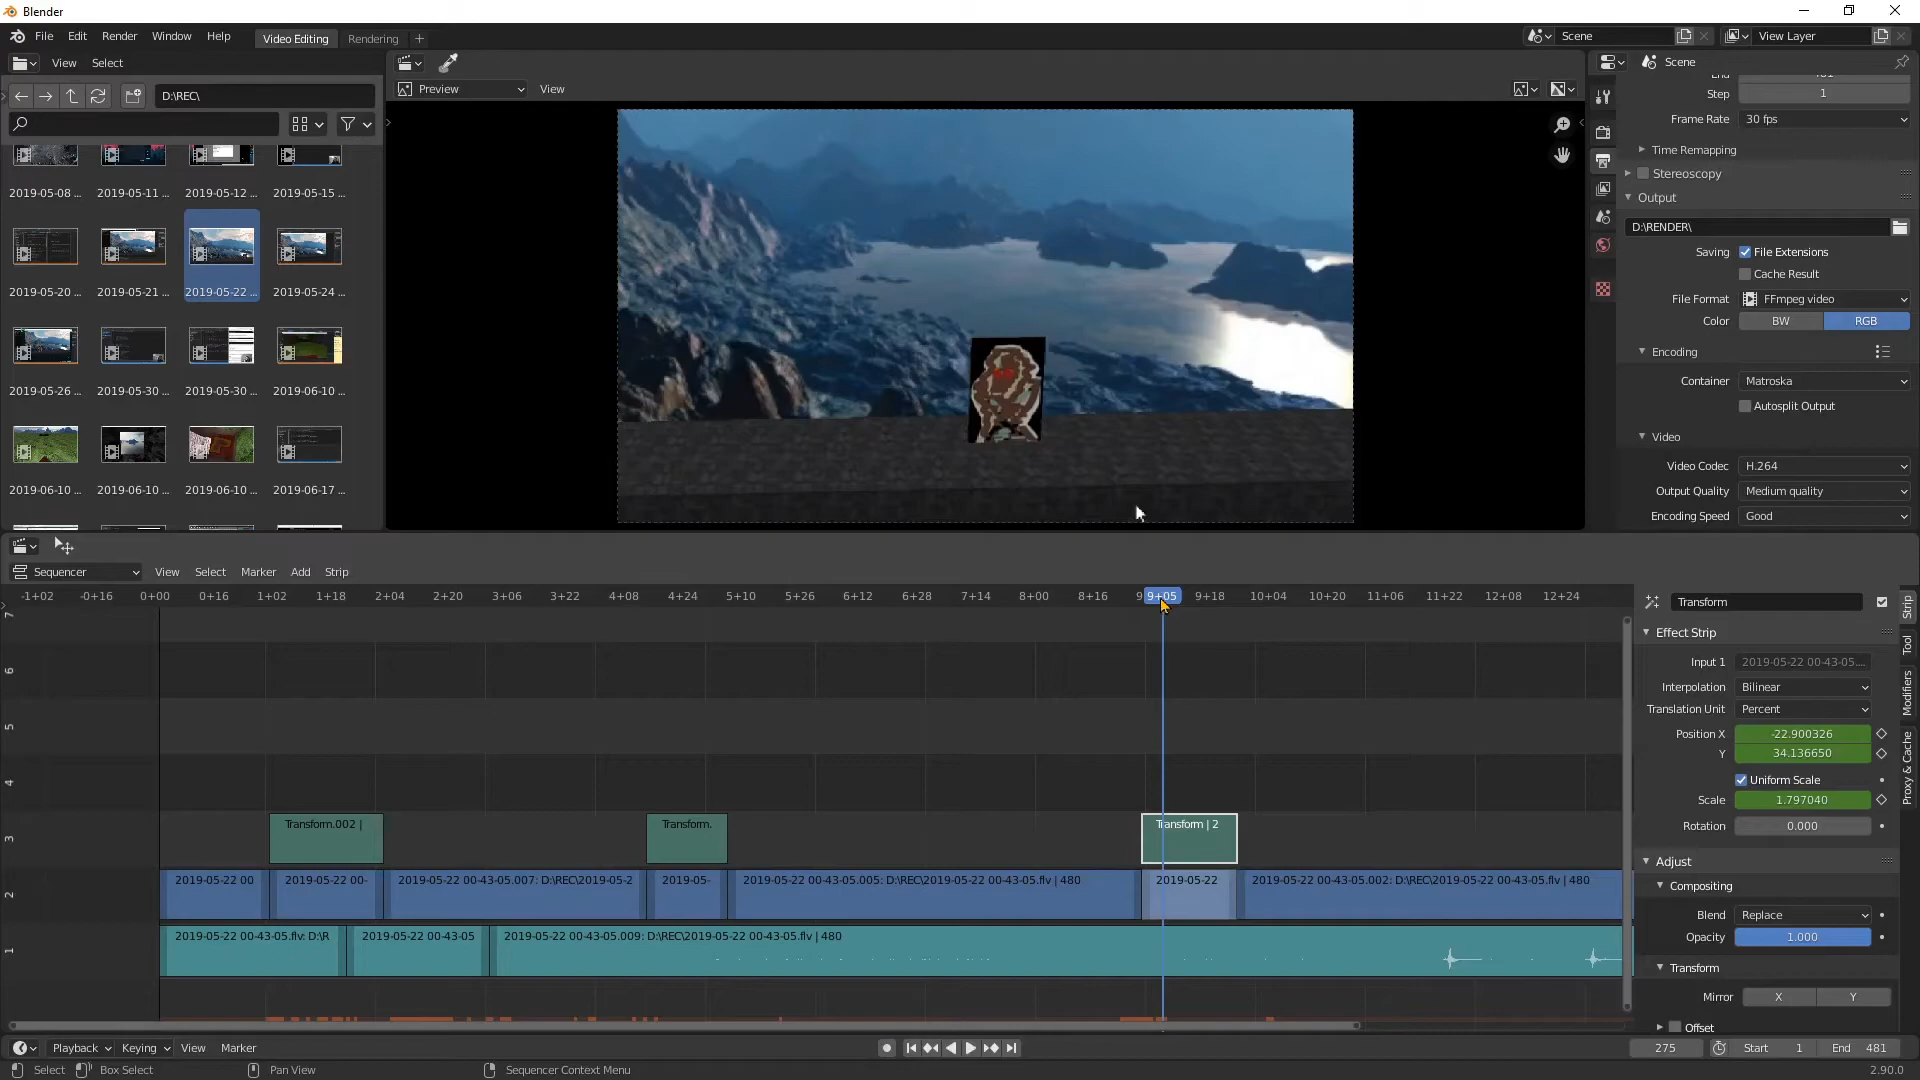 Blender
File Edit Render Window Help Video Editing Rendering + Scene View Layer
View Select
D:\REC\
2019-05-08 ... 2019-05-11 ... 2019-05-12 ... 2019-05-15 ...
2019-05-20 ... 2019-05-21 ... 2019-05-22 ... 2019-05-24 ...
2019-05-26 ... 2019-05-30 ... 2019-05-30 ... 2019-06-10 ...
2019-06-10 ... 2019-06-10 ... 2019-06-10 ... 2019-06-17 ...
Preview View
Scene
Step 1
Frame Rate 30 fps
Time Remapping
Stereoscopy
Output
D:\RENDER\
Saving File Extensions
Cache Result
File Format FFmpeg video
Color BW RGB
Encoding
Container Matroska
Autosplit Output
Video
Video Codec H.264
Output Quality Medium quality
Encoding Speed Good
Sequencer View Select Marker Add Strip
-1+02 -0+16 0+00 0+16 1+02 1+18 2+04 2+20 3+06 3+22 4+08 4+24 5+10 5+26 6+12 6+28 7+14 8+00 8+16 9 9+05 9+18 10+04 10+20 11+06 11+22 12+08 12+24
7
6
5
4
3
Transform.002 | Transform. Transform | 2
2
2019-05-22 00 2019-05-22 00- 2019-05-22 00-43-05.007: D:\REC\2019-05-2 2019-05- 2019-05-22 00-43-05.005: D:\REC\2019-05-22 00-43-05.flv | 480 2019-05-22 2019-05-22 00-43-05.002: D:\REC\2019-05-22 00-43-05.flv | 480
1
2019-05-22 00-43-05.flv: D:\R 2019-05-22 00-43-05 2019-05-22 00-43-05.009: D:\REC\2019-05-22 00-43-05.flv | 480
Transform
Effect Strip
Input 1 2019-05-22 00-43-05....
Interpolation Bilinear
Translation Unit Percent
Position X -22.900326
Y 34.136650
Uniform Scale
Scale 1.797040
Rotation 0.000
Adjust
Compositing
Blend Replace
Opacity 1.000
Transform
Mirror X Y
Offset
Strip
Tool
Modifiers
Proxy & Cache
Playback Keying View Marker 275 Start 1 End 481
Select Box Select Pan View Sequencer Context Menu 2.90.0